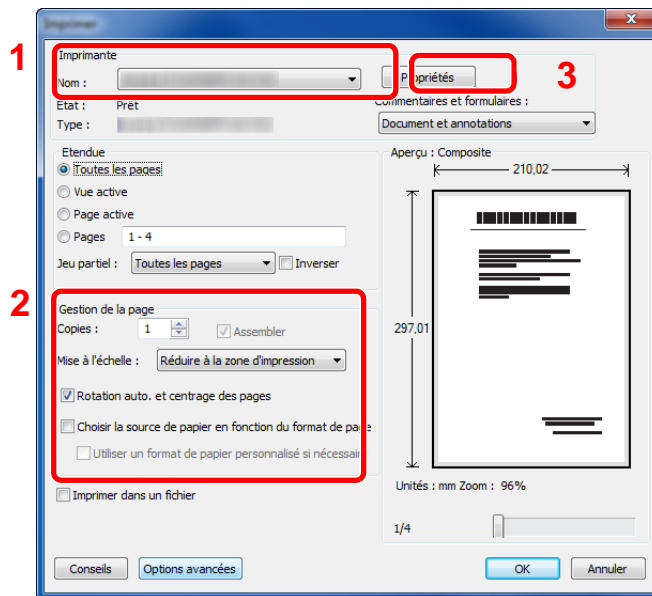 Imprimer
1
Imprimante
Nom :
Propriétés
3
Etat :
Prêt
Commentaires et formulaires :
Type :
Document et annotations
Etendue
Toutes les pages
Vue active
Page active
Pages
1 - 4
Jeu partiel :
Toutes les pages
Inverser
Aperçu : Composite
210,02
297,01
2
Gestion de la page
Copies :
1
Assembler
Mise à l'échelle :
Réduire à la zone d'impression
Rotation auto. et centrage des pages
Choisir la source de papier en fonction du format de page
Utiliser un format de papier personnalisé si nécessaire
Imprimer dans un fichier
Unités : mm Zoom : 96%
1/4
Conseils
Options avancées
OK
Annuler